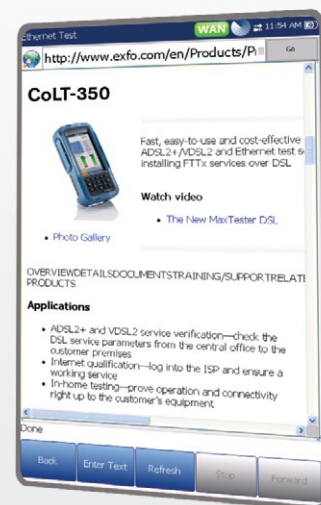 Ethernet Test
WAN
11:54 AM
http://www.exfo.com/en/Products/P
Go
CoLT-350
Fast, easy-to-use and cost-effective
ADSL2+/VDSL2 and Ethernet test s
installing FTTx services over DSL
Watch video
• The New MaxTester DSL
• Photo Gallery
OVERVIEWDETAILSDOCUMENTSTRAINING/SUPPORTRELATE
PRODUCTS
Applications
• ADSL2+ and VDSL2 service verification—check the
DSL service parameters from the central office to the
customer premises
• Internet qualification—log into the ISP and ensure a
working service
• In-home testing—prove operation and connectivity
right up to the customer's equipment
Done
Back
Enter Text
Refresh
Stop
Forward